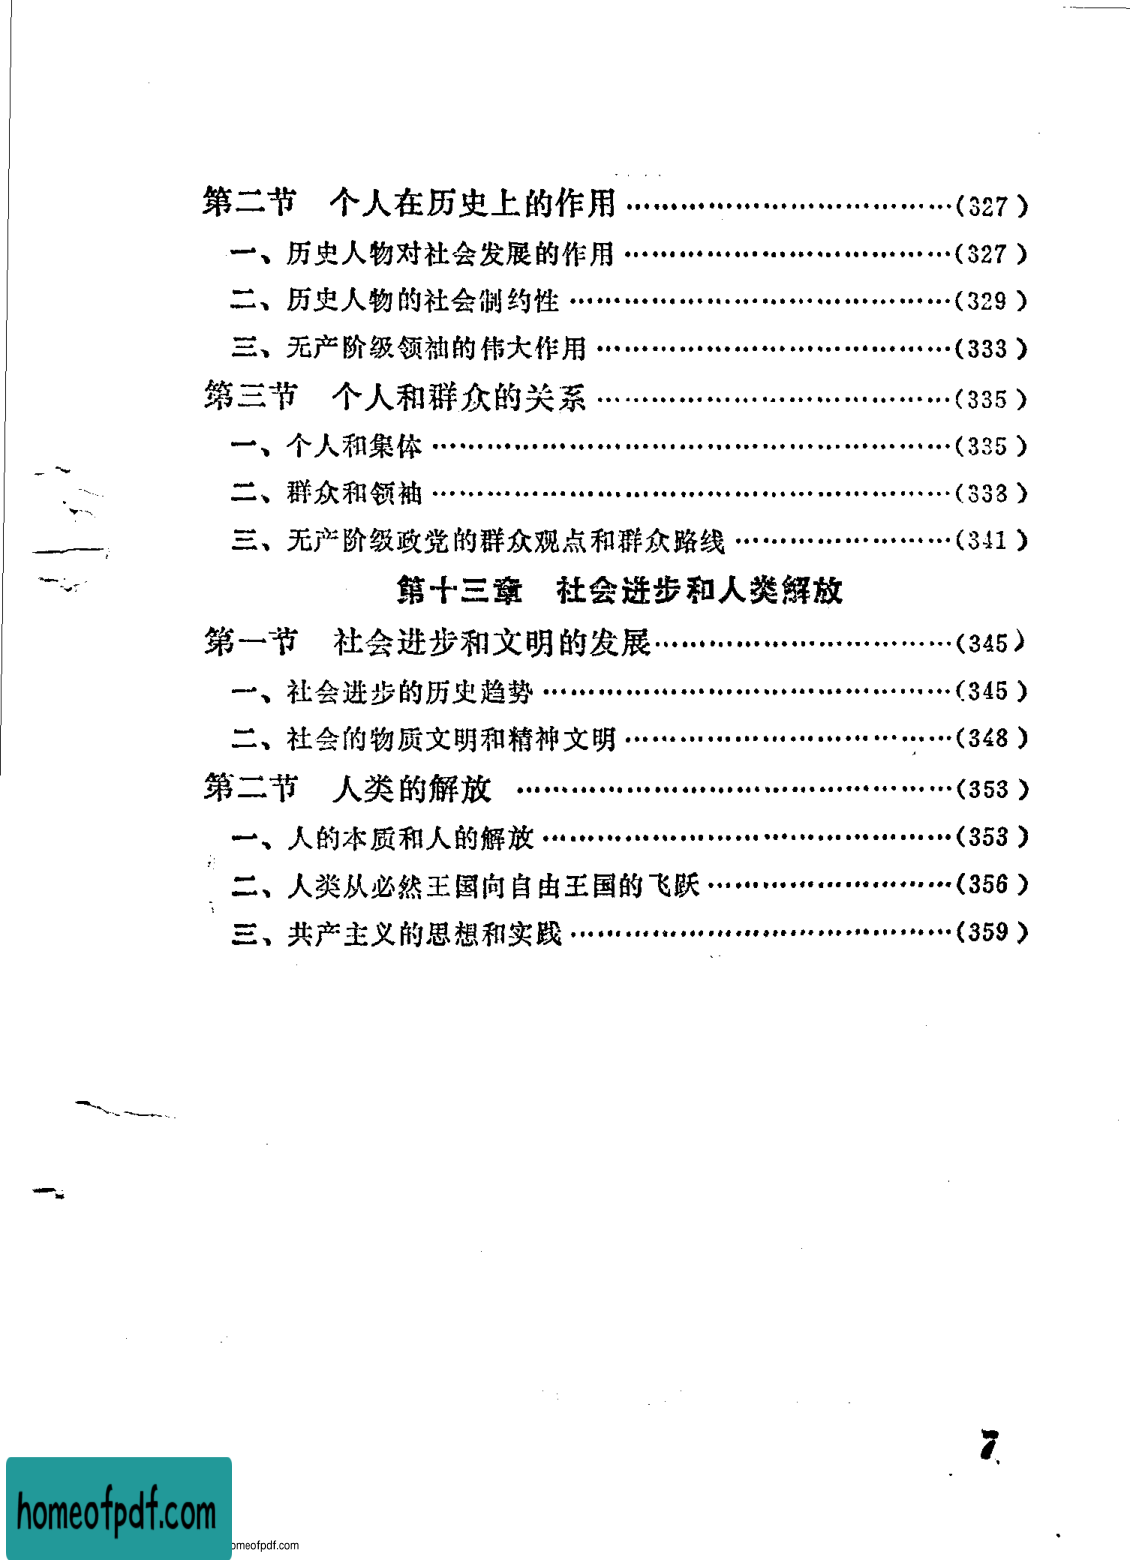 第二节　个人在历史上的作用…………………………………(327)
一、历史人物对社会发展的作用…………………………………(327)
二、历史人物的社会制约性………………………………………(329)
三、无产阶级领袖的伟大作用……………………………………(333)
第三节　个人和群众的关系……………………………………(335)
一、个人和集体……………………………………………………(335)
二、群众和领袖……………………………………………………(338)
三、无产阶级政党的群众观点和群众路线………………………(341)
第十三章　社会进步和人类解放
第一节　社会进步和文明的发展………………………………(345)
一、社会进步的历史趋势…………………………………………(345)
二、社会的物质文明和精神文明…………………………………(348)
第二节　人类的解放……………………………………………(353)
一、人的本质和人的解放…………………………………………(353)
二、人类从必然王国向自由王国的飞跃…………………………(356)
三、共产主义的思想和实践………………………………………(359)
7
homeofpdf.com
omeofpdf.com